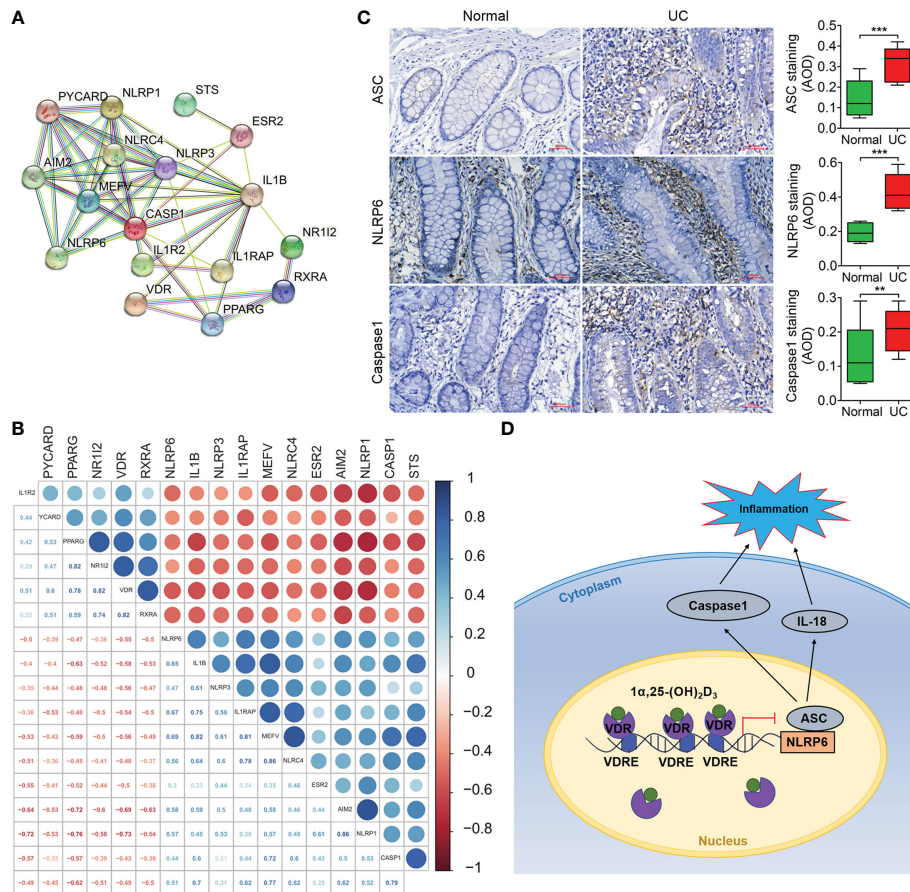 A
PYCARD
NLRP1
STS
ESR2
NLRC4
NLRP3
AIM2
MEFV
IL1B
CASP1
NLRP6
IL1R2
IL1RAP
NR1I2
RXRA
VDR
PPARG
B
PYCARD PPARG NR1I2 VDR RXRA NLRP6 IL1B NLRP3 IL1RAP MEFV NLRC4 ESR2 AIM2 NLRP1 CASP1 STS
IL1R2
0.44 YCARD
0.42 0.53 PPARG
0.47 0.82 NR1I2
0.51 0.6 0.78 0.82 VDR
0.51 0.59 0.74 0.82 RXRA
−0.5 −0.39 −0.47 −0.36 −0.55 −0.5 NLRP6
−0.4 −0.4 −0.63 −0.52 −0.58 −0.53 0.65 IL1B
−0.35 −0.44 −0.48 −0.48 −0.56 −0.46 0.47 0.61 NLRP3
−0.36 −0.53 −0.48 −0.5 −0.54 −0.5 0.67 0.75 0.58 IL1RAP
−0.53 −0.43 −0.59 −0.5 −0.56 −0.49 0.69 0.82 0.61 0.81 MEFV
−0.51 −0.36 −0.45 −0.41 −0.48 −0.37 0.56 0.64 0.6 0.78 0.86 NLRC4
−0.55 −0.41 −0.52 −0.44 −0.5 −0.38 0.3 0.23 0.44 0.24 0.35 0.46 ESR2
−0.64 −0.53 −0.72 −0.6 −0.69 −0.63 0.58 0.59 0.5 0.48 0.58 0.46 0.44 AIM2
−0.72 −0.53 −0.76 −0.58 −0.73 −0.54 0.57 0.48 0.53 0.36 0.57 0.48 0.61 0.86 NLRP1
−0.57 −0.25 −0.57 −0.39 −0.43 −0.39 0.44 0.6 0.21 0.44 0.72 0.6 0.43 0.5 0.53 CASP1
−0.49 −0.45 −0.62 −0.51 −0.49 −0.5 0.51 0.7 0.31 0.62 0.77 0.62 0.29 0.62 0.52 0.79
1
0.8
0.6
0.4
0.2
0
−0.2
−0.4
−0.6
−0.8
−1
C
Normal UC
ASC
NLRP6
Caspase1
ASC staining
(AOD)
0.5
0.4
0.3
0.2
0.1
0.0
***
Normal UC
NLRP6 staining
(AOD)
0.6
0.4
0.2
0.0
***
Normal UC
Caspase1 staining
(AOD)
0.3
0.2
0.1
0.0
**
Normal UC
D
Inflammation
Cytoplasm
Caspase1
IL-18
1α,25-(OH)₂D₃
VDR VDR VDR
ASC
NLRP6
VDRE VDRE VDRE
Nucleus